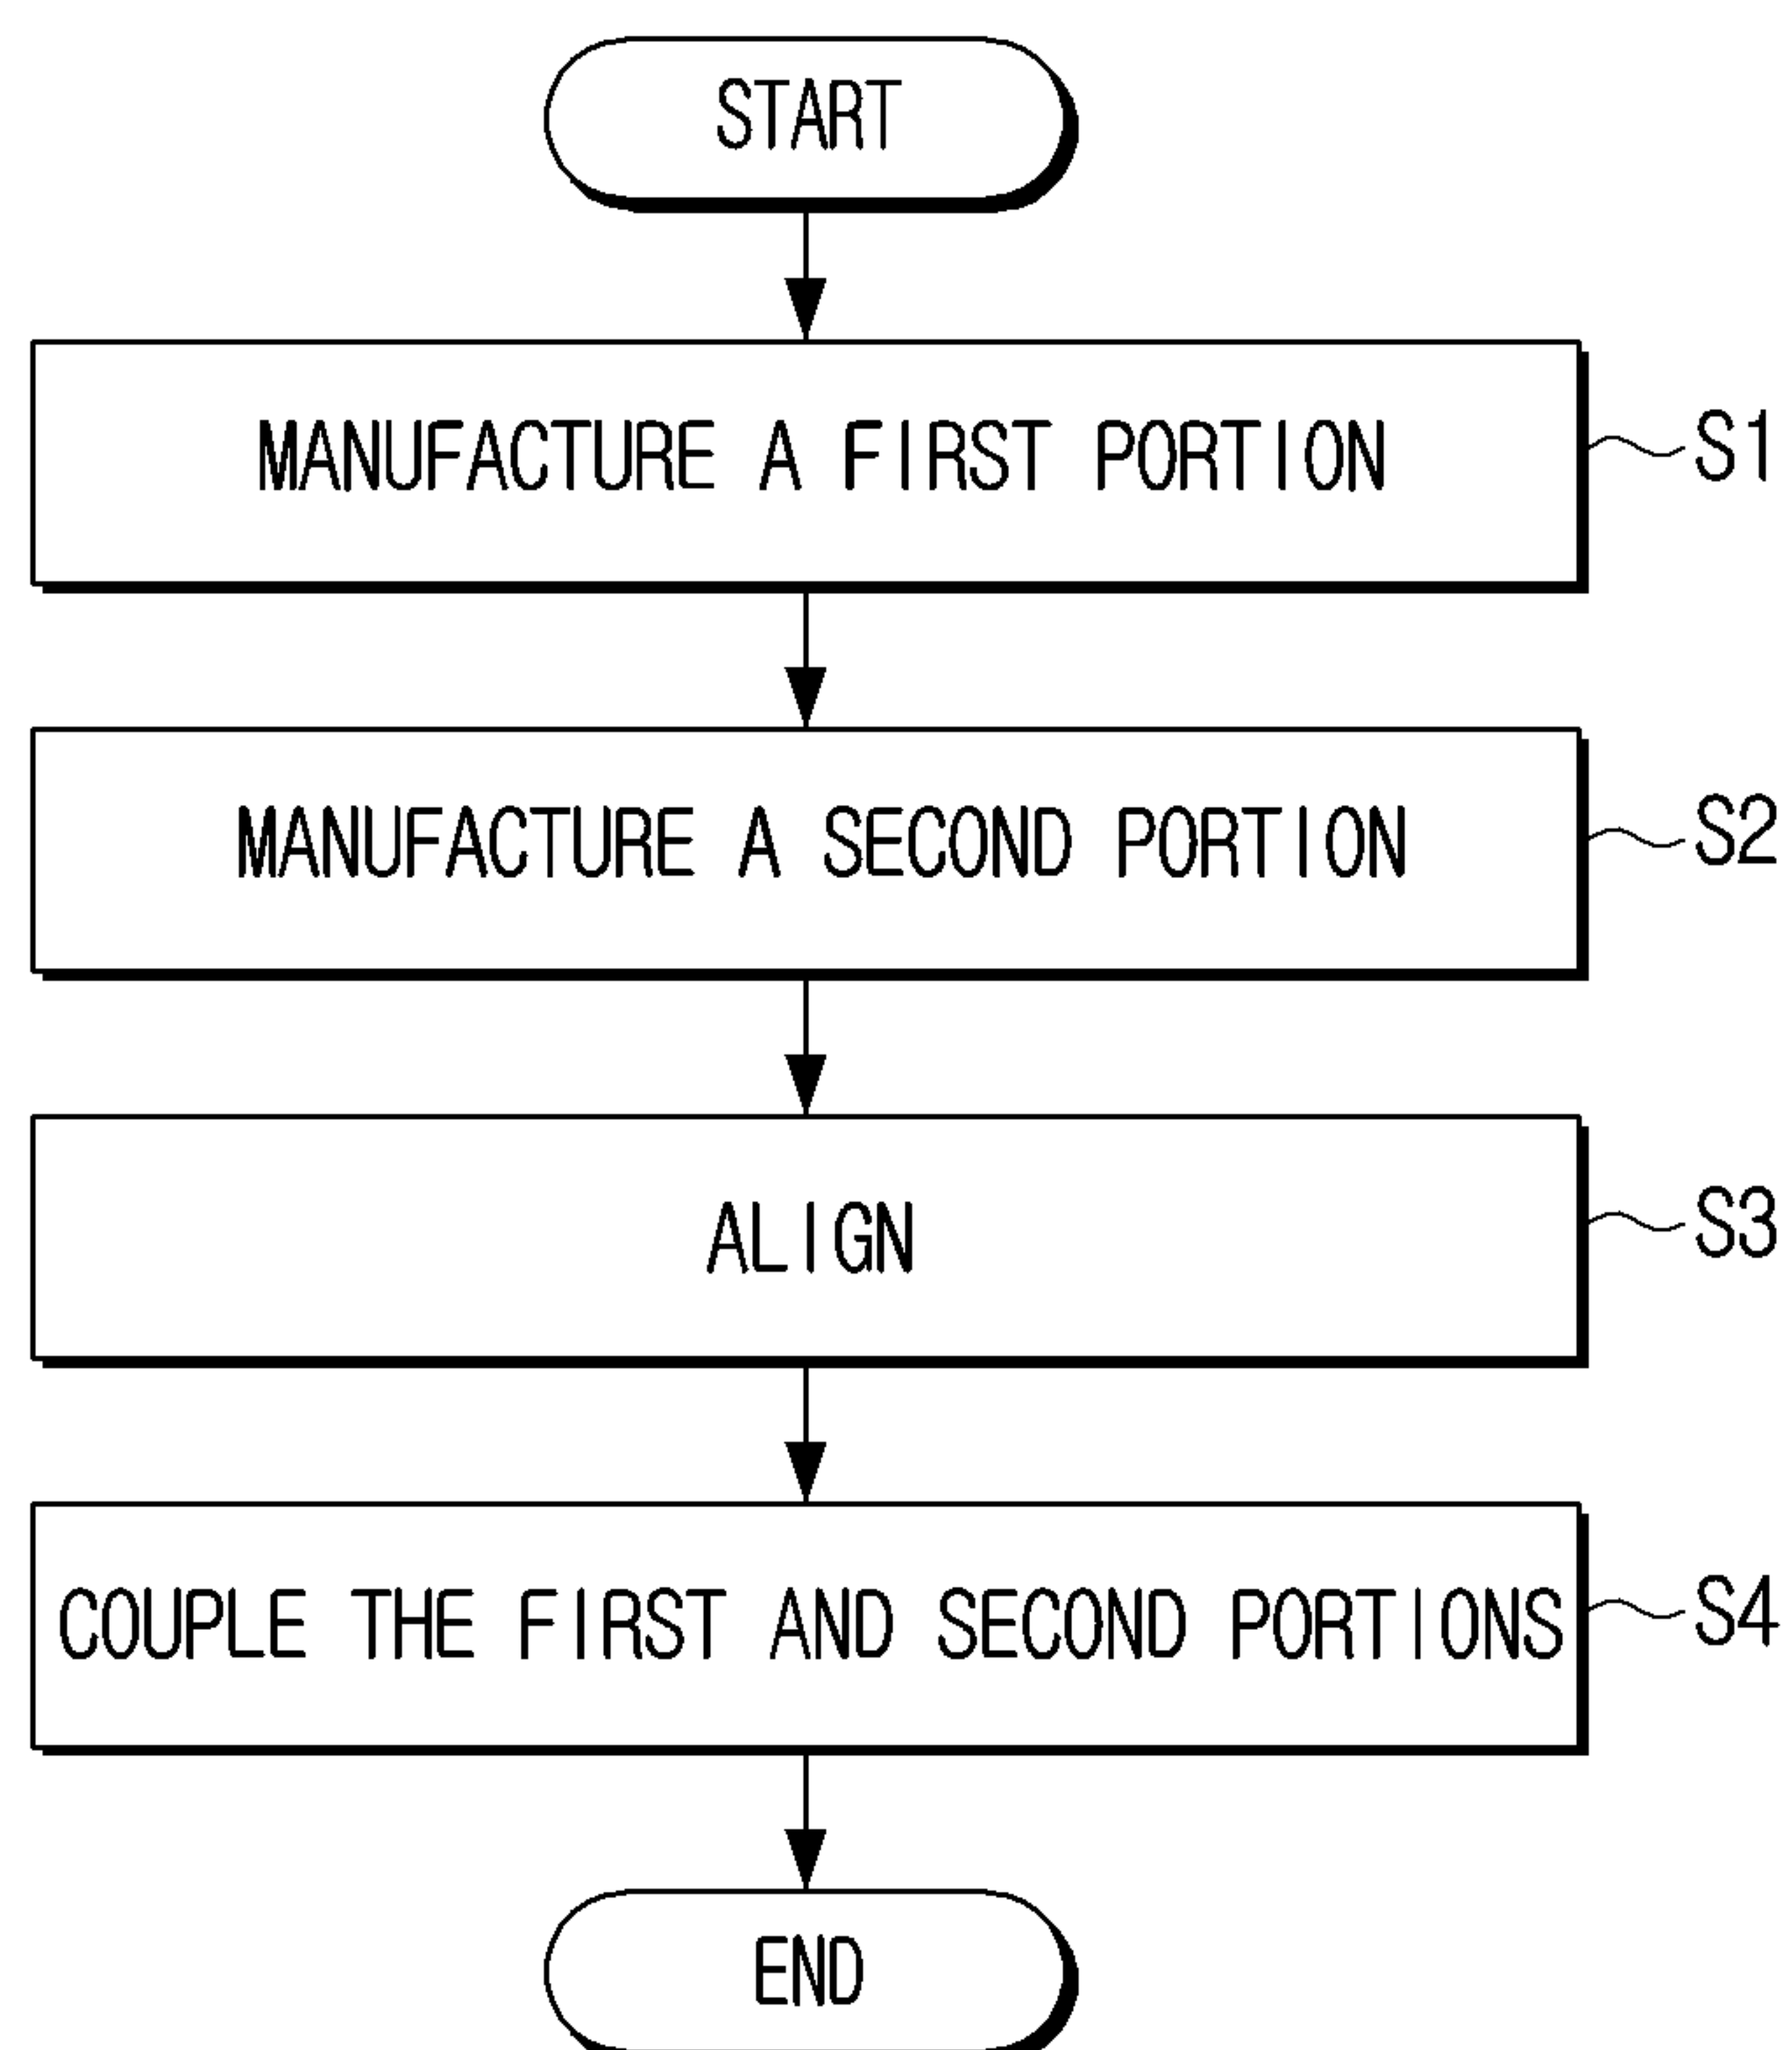 START
MANUFACTURE A FIRST PORTION
S1
MANUFACTURE A SECOND PORTION
S2
ALIGN
S3
COUPLE THE FIRST AND SECOND PORTIONS
S4
END